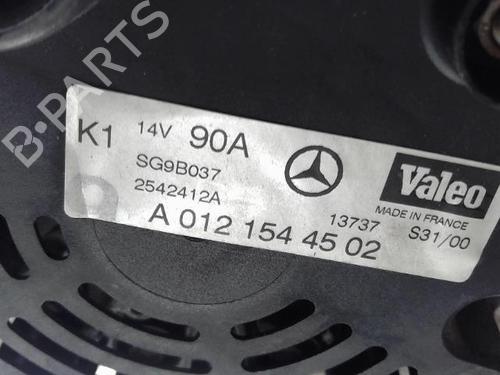 B-PARTS
K1 14V 90A
SG9B037
2542412A
Valeo
MADE IN FRANCE
13737 S31/00
A 012 154 45 02